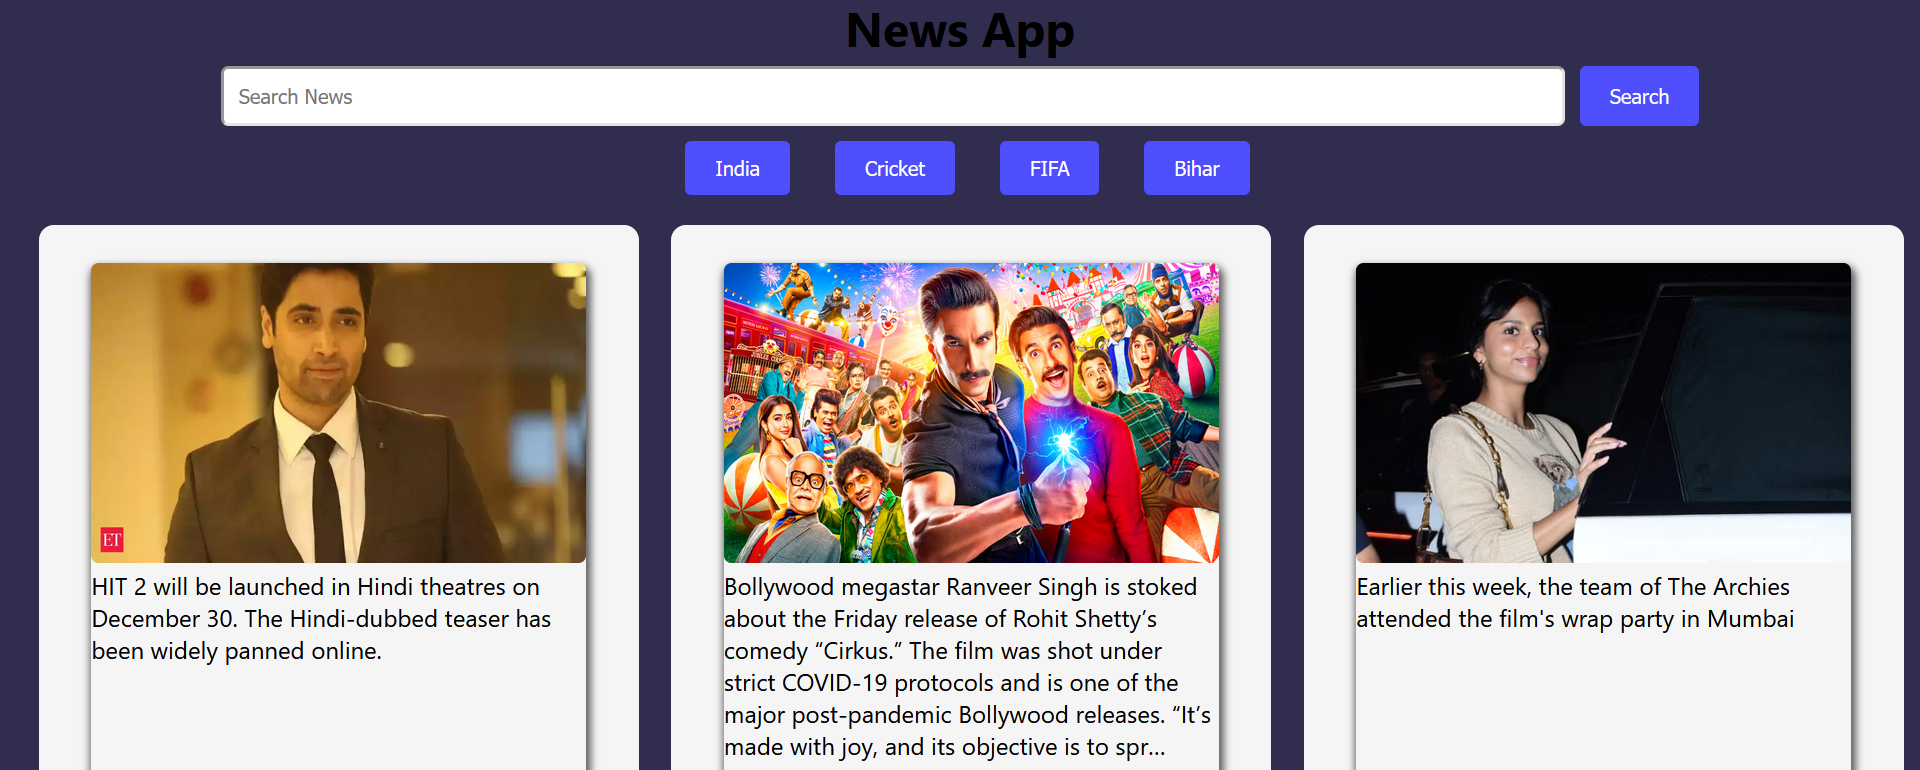 News App
Search News
Search
India
Cricket
FIFA
Bihar
ET
HIT 2 will be launched in Hindi theatres on
December 30. The Hindi-dubbed teaser has
been widely panned online.
Bollywood megastar Ranveer Singh is stoked
about the Friday release of Rohit Shetty’s
comedy “Cirkus.” The film was shot under
strict COVID-19 protocols and is one of the
major post-pandemic Bollywood releases. “It’s
made with joy, and its objective is to spr…
Earlier this week, the team of The Archies
attended the film's wrap party in Mumbai